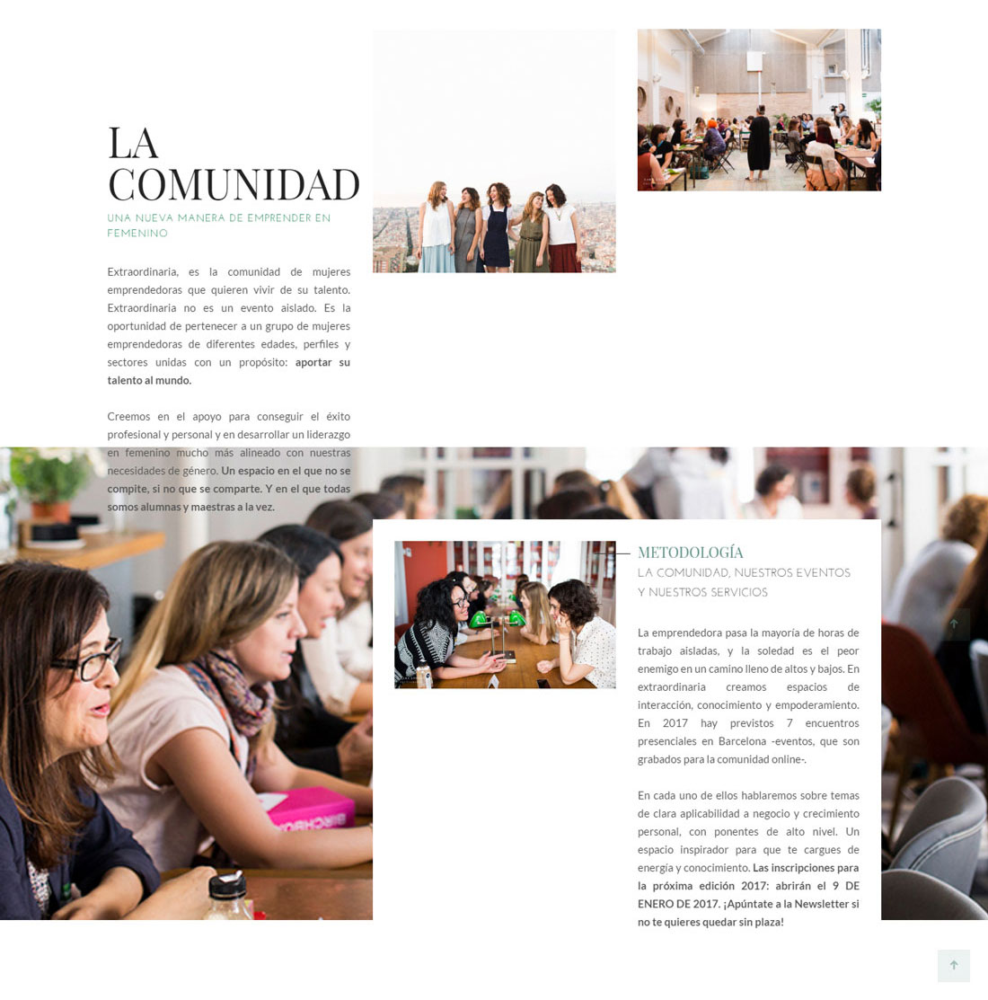 LA
COMUNIDAD
UNA NUEVA MANERA DE EMPRENDER EN
FEMENINO
Extraordinaria, es la comunidad de mujeres
emprendedoras que quieren vivir de su talento.
Extraordinaria no es un evento aislado. Es la
oportunidad de pertenecer a un grupo de mujeres
emprendedoras de diferentes edades, perfiles y
sectores unidas con un propósito: aportar su
talento al mundo.
Creemos en el apoyo para conseguir el éxito
profesional y personal y en desarrollar un liderazgo
en femenino mucho más alineado con nuestras
necesidades de género. Un espacio en el que no se
compite, si no que se comparte. Y en el que todas
somos alumnas y maestras a la vez.
METODOLOGÍA
LA COMUNIDAD, NUESTROS EVENTOS
Y NUESTROS SERVICIOS
La emprendedora pasa la mayoría de horas de
trabajo aisladas, y la soledad es el peor
enemigo en un camino lleno de altos y bajos. En
extraordinaria creamos espacios de
interacción, conocimiento y empoderamiento.
En 2017 hay previstos 7 encuentros
presenciales en Barcelona -eventos, que son
grabados para la comunidad online-.
En cada uno de ellos hablaremos sobre temas
de clara aplicabilidad a negocio y crecimiento
personal, con ponentes de alto nivel. Un
espacio inspirador para que te cargues de
energía y conocimiento. Las inscripciones para
la próxima edición 2017: abrirán el 9 DE
ENERO DE 2017. ¡Apúntate a la Newsletter si
no te quieres quedar sin plaza!